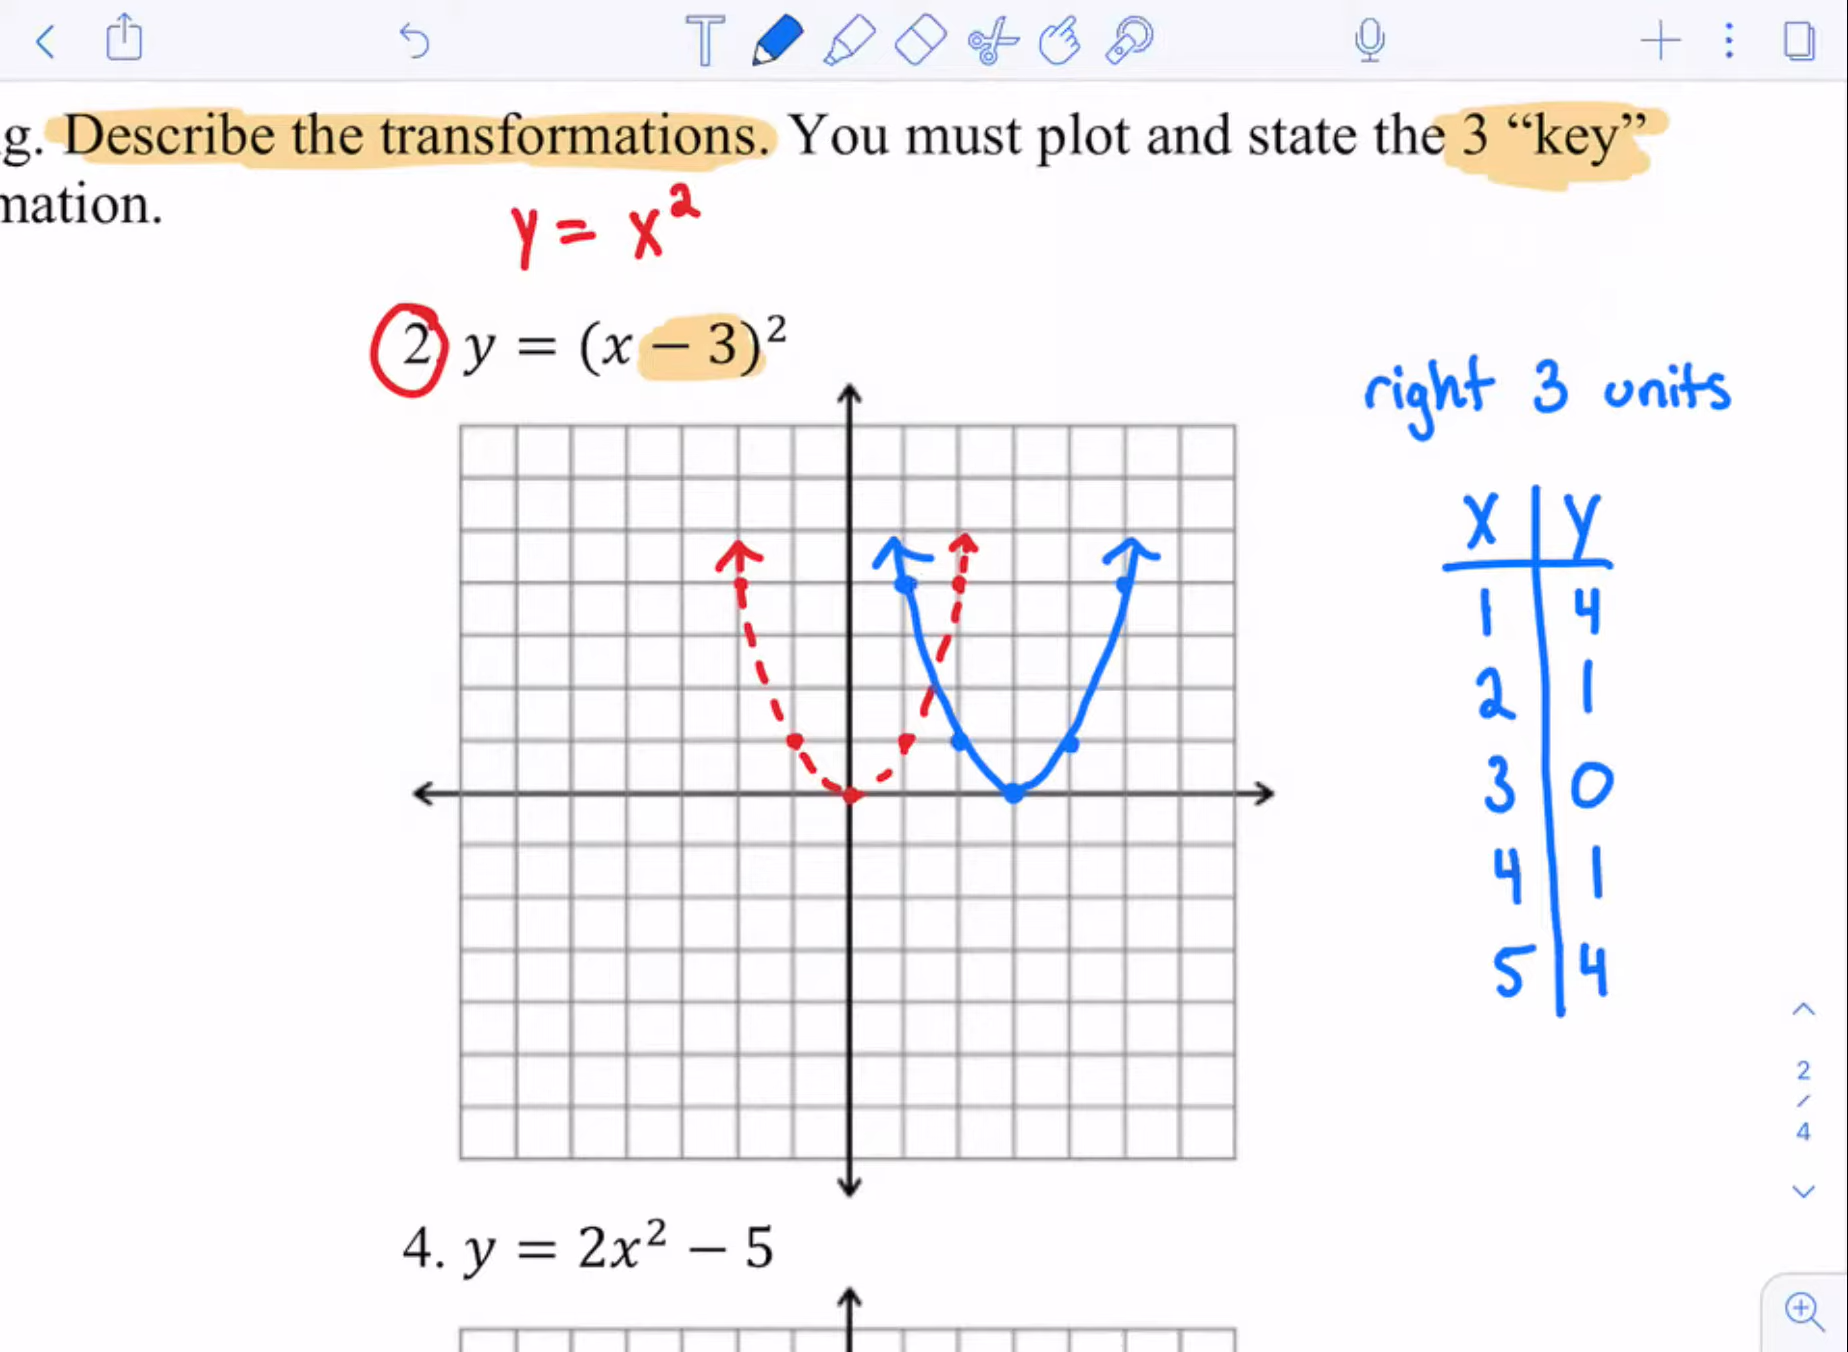 g. Describe the transformations. You must plot and state the 3 “key”
mation.
y = x²
2. y = (x − 3)²
right 3 units
x y
1 4
2 1
3 0
4 1
5 4
4. y = 2x² − 5
2
/
4